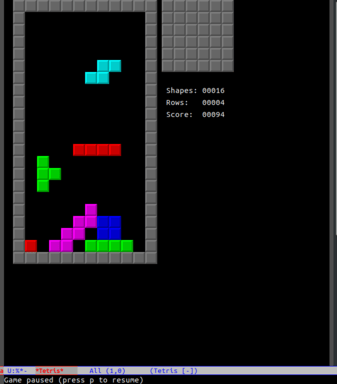 Shapes: 00016
Rows: 00004
Score: 00094
U:%*- *Tetris* All (1,0) (Tetris [-])
Game paused (press p to resume)